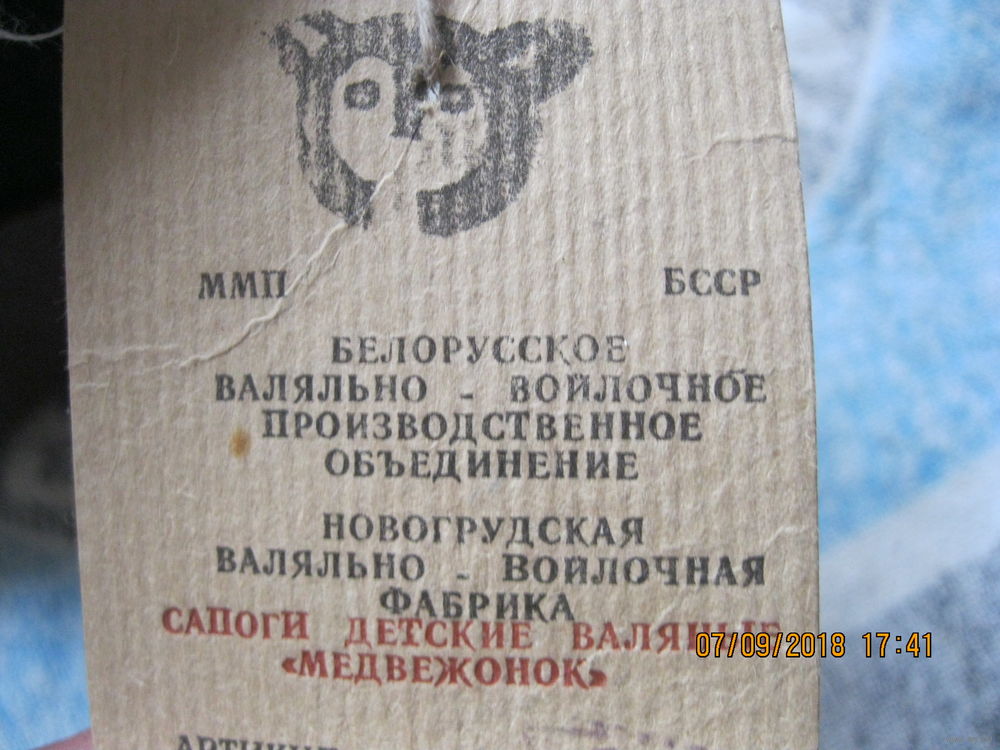 ММП БССР
БЕЛОРУССКОЕ
ВАЛЯЛЬНО - ВОЙЛОЧНОЕ
ПРОИЗВОДСТВЕННОЕ
ОБЪЕДИНЕНИЕ
НОВОГРУДСКАЯ
ВАЛЯЛЬНО - ВОЙЛОЧНАЯ
ФАБРИКА
САПОГИ ДЕТСКИЕ ВАЛЯНЫЕ
«МЕДВЕЖОНОК»
07/09/2018 17:41
АРТИКУЛ